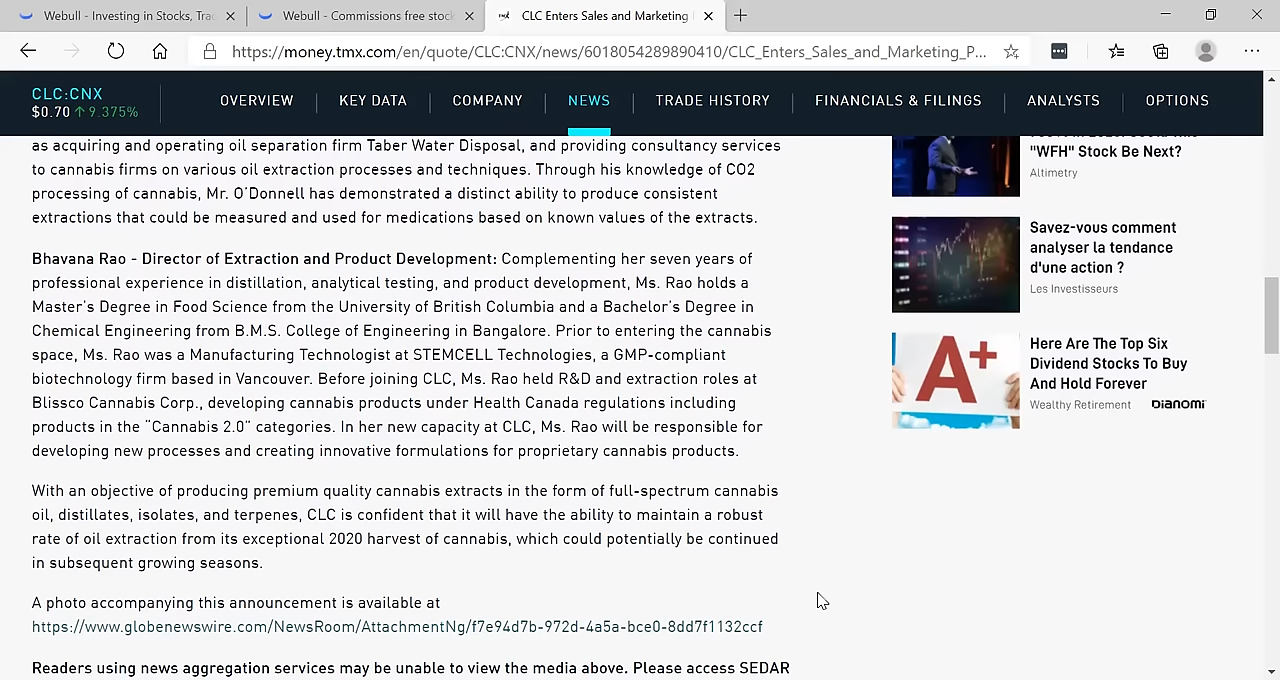 Webull - Investing in Stocks, Tra
Webull - Commissions free stock
CLC Enters Sales and Marketing
https://money.tmx.com/en/quote/CLC:CNX/news/6018054289890410/CLC_Enters_Sales_and_Marketing_P...
CLC:CNX
$0.70 ↑ 9.375%
OVERVIEW
KEY DATA
COMPANY
NEWS
TRADE HISTORY
FINANCIALS & FILINGS
ANALYSTS
OPTIONS
as acquiring and operating oil separation firm Taber Water Disposal, and providing consultancy services
to cannabis firms on various oil extraction processes and techniques. Through his knowledge of CO2
processing of cannabis, Mr. O'Donnell has demonstrated a distinct ability to produce consistent
extractions that could be measured and used for medications based on known values of the extracts.
Bhavana Rao - Director of Extraction and Product Development: Complementing her seven years of
professional experience in distillation, analytical testing, and product development, Ms. Rao holds a
Master's Degree in Food Science from the University of British Columbia and a Bachelor's Degree in
Chemical Engineering from B.M.S. College of Engineering in Bangalore. Prior to entering the cannabis
space, Ms. Rao was a Manufacturing Technologist at STEMCELL Technologies, a GMP-compliant
biotechnology firm based in Vancouver. Before joining CLC, Ms. Rao held R&D and extraction roles at
Blissco Cannabis Corp., developing cannabis products under Health Canada regulations including
products in the "Cannabis 2.0" categories. In her new capacity at CLC, Ms. Rao will be responsible for
developing new processes and creating innovative formulations for proprietary cannabis products.
With an objective of producing premium quality cannabis extracts in the form of full-spectrum cannabis
oil, distillates, isolates, and terpenes, CLC is confident that it will have the ability to maintain a robust
rate of oil extraction from its exceptional 2020 harvest of cannabis, which could potentially be continued
in subsequent growing seasons.
A photo accompanying this announcement is available at
https://www.globenewswire.com/NewsRoom/AttachmentNg/f7e94d7b-972d-4a5a-bce0-8dd7f1132ccf
Readers using news aggregation services may be unable to view the media above. Please access SEDAR
"WFH" Stock Be Next?
Altimetry
Savez-vous comment
analyser la tendance
d'une action ?
Les Investisseurs
A+
Here Are The Top Six
Dividend Stocks To Buy
And Hold Forever
Wealthy Retirement
bianomi